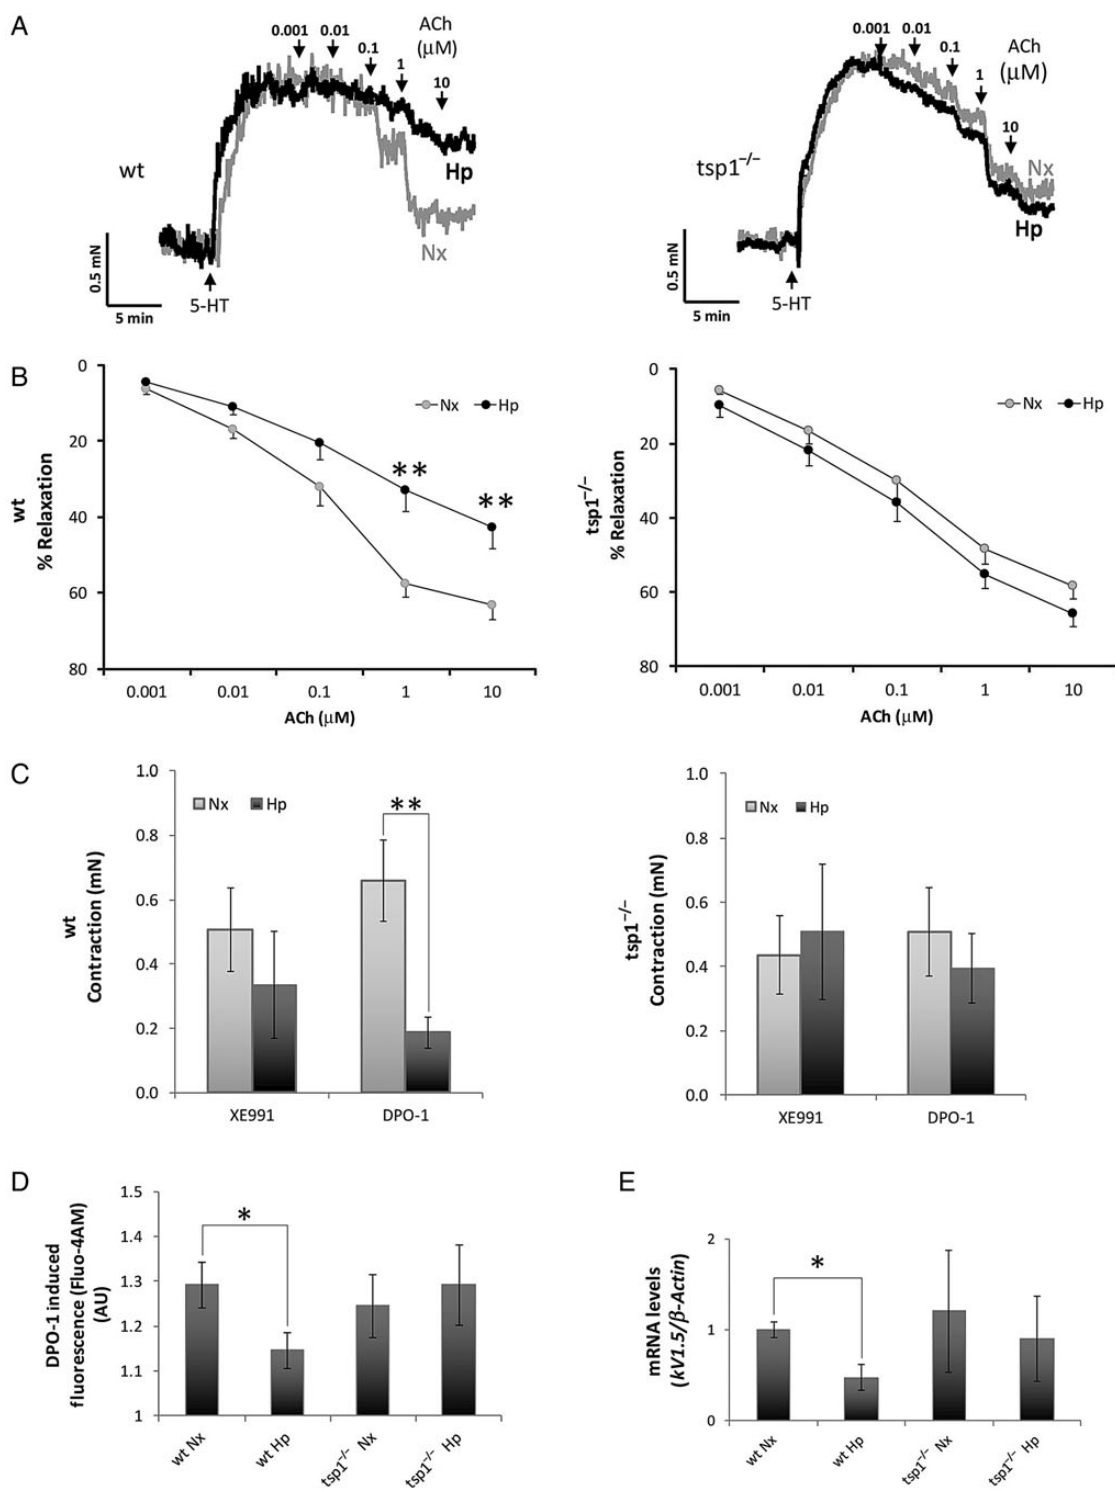 A
0.001 0.01 ACh
(μM)
0.1
1
10
wt
Hp
Nx
0.5 mN
5-HT
5 min
0.001 0.01
0.1
ACh
(μM)
1
10
tsp1−/−
Nx
Hp
0.5 mN
5-HT
5 min
B
0
20
40
60
80
wt
% Relaxation
Nx Hp
**
**
0.001 0.01 0.1 1 10
ACh (μM)
0
20
40
60
80
tsp1−/−
% Relaxation
Nx Hp
0.001 0.01 0.1 1 10
ACh (μM)
C
1.0
0.8
0.6
0.4
0.2
0.0
wt
Contraction (mN)
Nx Hp
**
XE991 DPO-1
1.0
0.8
0.6
0.4
0.2
0.0
tsp1−/−
Contraction (mN)
Nx Hp
XE991 DPO-1
D
1.5
1.4
1.3
1.2
1.1
1
DPO-1 induced
fluorescence (Fluo-4AM)
(AU)
*
wt Nx wt Hp tsp1−/− Nx tsp1−/− Hp
E
2
1
0
mRNA levels
(kV1.5/β-Actin)
*
wt Nx wt Hp tsp1−/− Nx tsp1−/− Hp